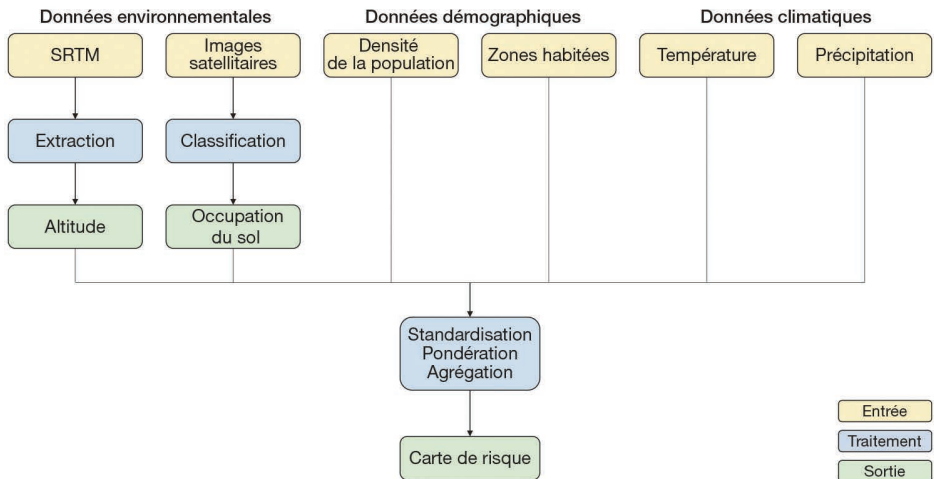 Données environnementales
Données démographiques
Données climatiques
SRTM
Images
satellitaires
Densité
de la population
Zones habitées
Température
Précipitation
Extraction
Classification
Altitude
Occupation
du sol
Standardisation
Pondération
Agrégation
Carte de risque
Entrée
Traitement
Sortie